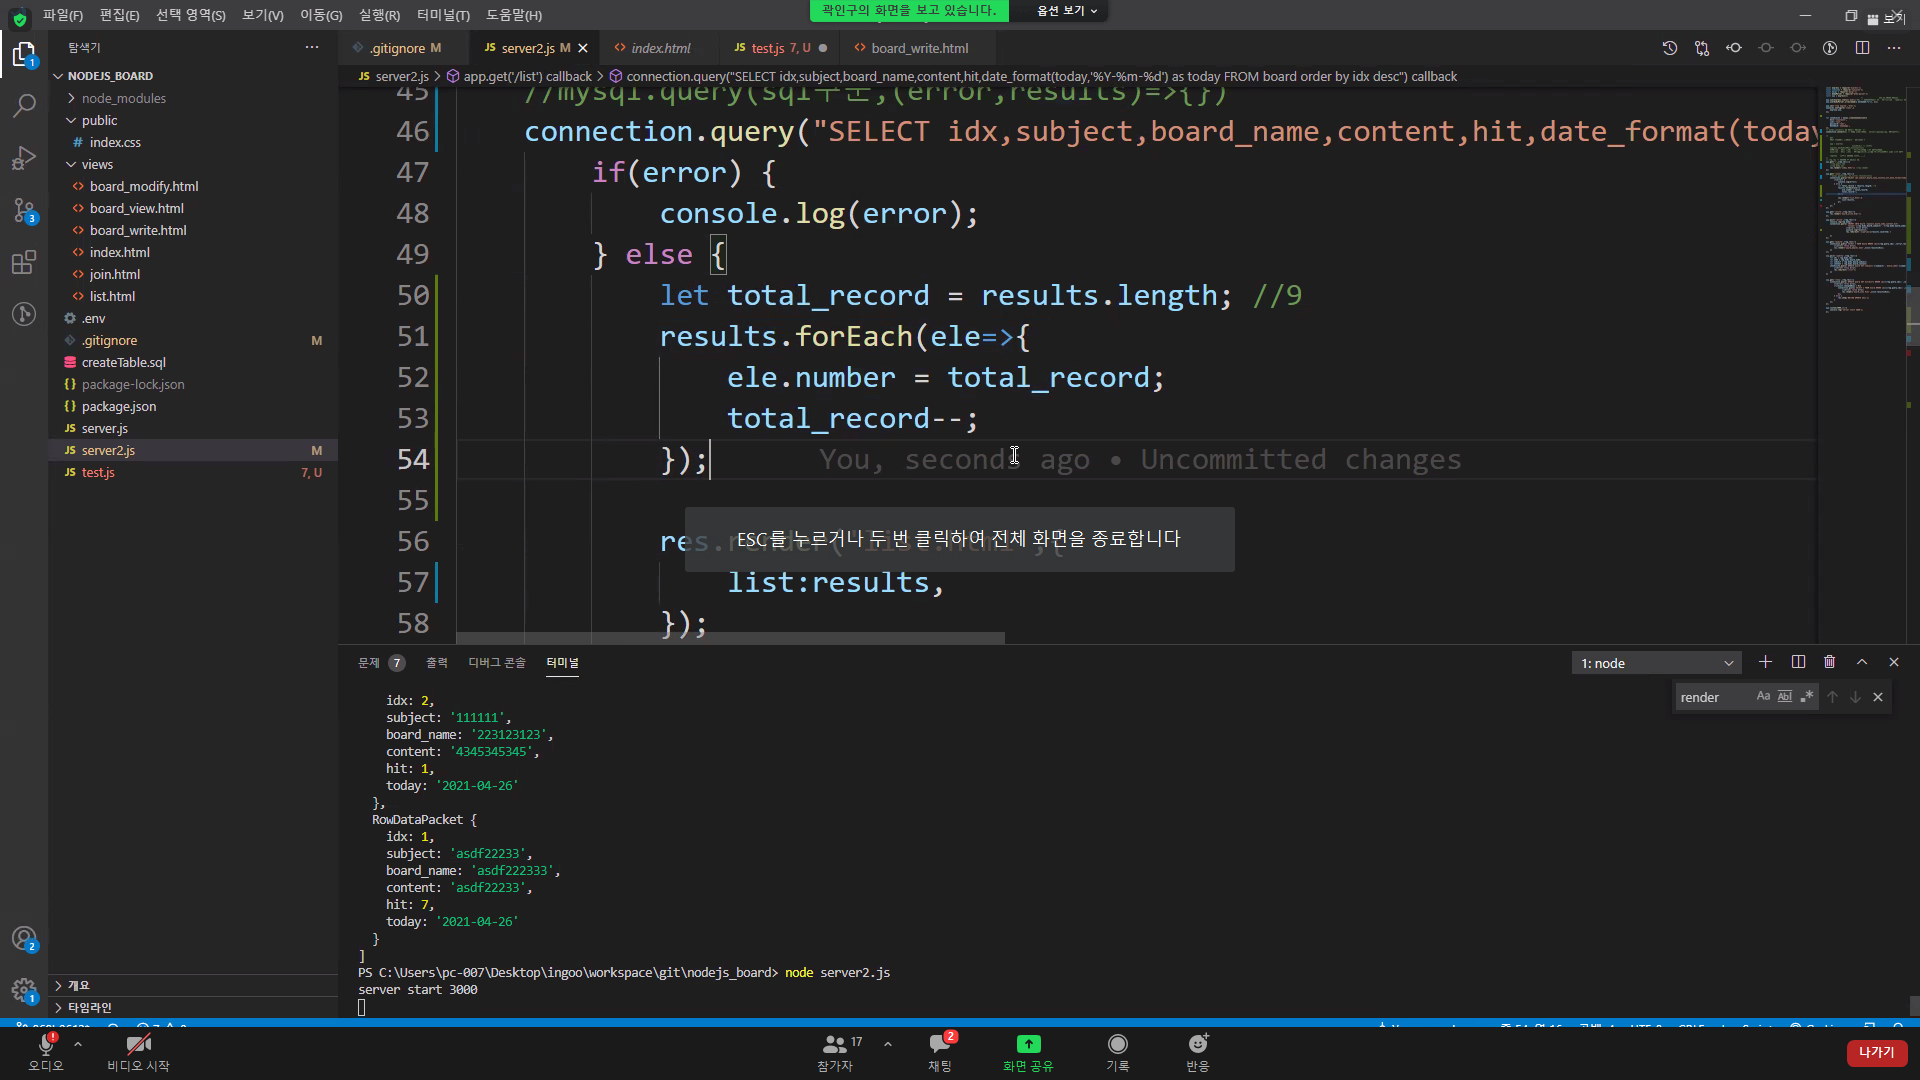 파일(F) 편집(E) 선택 영역(S) 보기(V) 이동(G) 실행(R) 터미널(T) 도움말(H)
곽인구의 화면을 보고 있습니다. 옵션 보기
보기
탐색기
.gitignore M
server2.js M
index.html
test.js 7, U
board_write.html
server2.js > app.get('/list') callback > connection.query("SELECT idx,subject,board_name,content,hit,date_format(today,'%Y-%m-%d') as today FROM board order by idx desc") callback
NODEJS_BOARD
node_modules
public
index.css
views
board_modify.html
board_view.html
board_write.html
index.html
join.html
list.html
.env
.gitignore M
createTable.sql
package-lock.json
package.json
server.js
server2.js M
test.js 7, U
개요
타임라인
1
3
2
1
45 //mysql.query(sql구문,(error,results)=>{})
46 connection.query("SELECT idx,subject,board_name,content,hit,date_format(today
47 if(error) {
48 console.log(error);
49 } else {
50 let total_record = results.length; //9
51 results.forEach(ele=>{
52 ele.number = total_record;
53 total_record--;
54 }); You, seconds ago • Uncommitted changes
55
56 res.render('list.html',{
ESC를 누르거나 두 번 클릭하여 전체 화면을 종료합니다
57 list:results,
58 });
문제 7 출력 디버그 콘솔 터미널
1: node
render
idx: 2,
subject: '111111',
board_name: '223123123',
content: '4345345345',
hit: 1,
today: '2021-04-26'
},
RowDataPacket {
idx: 1,
subject: 'asdf22233',
board_name: 'asdf222333',
content: 'asdf22233',
hit: 7,
today: '2021-04-26'
}
]
PS C:\Users\pc-007\Desktop\ingoo\workspace\git\nodejs_board> node server2.js
server start 3000
오디오
비디오 시작
17
참가자
2
채팅
화면 공유
기록
반응
나가기